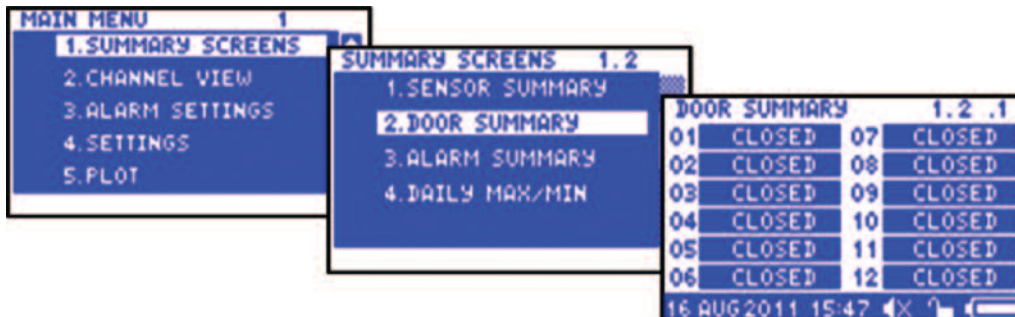 MAIN MENU 1
1.SUMMARY SCREENS
2.CHANNEL VIEW
3.ALARM SETTINGS
4.SETTINGS
5.PLOT
SUMMARY SCREENS 1.2
1.SENSOR SUMMARY
2.DOOR SUMMARY
3.ALARM SUMMARY
4.DAILY MAX/MIN
DOOR SUMMARY 1.2 .1
01 CLOSED 07 CLOSED
02 CLOSED 08 CLOSED
03 CLOSED 09 CLOSED
04 CLOSED 10 CLOSED
05 CLOSED 11 CLOSED
06 CLOSED 12 CLOSED
16 AUG 2011 15:47